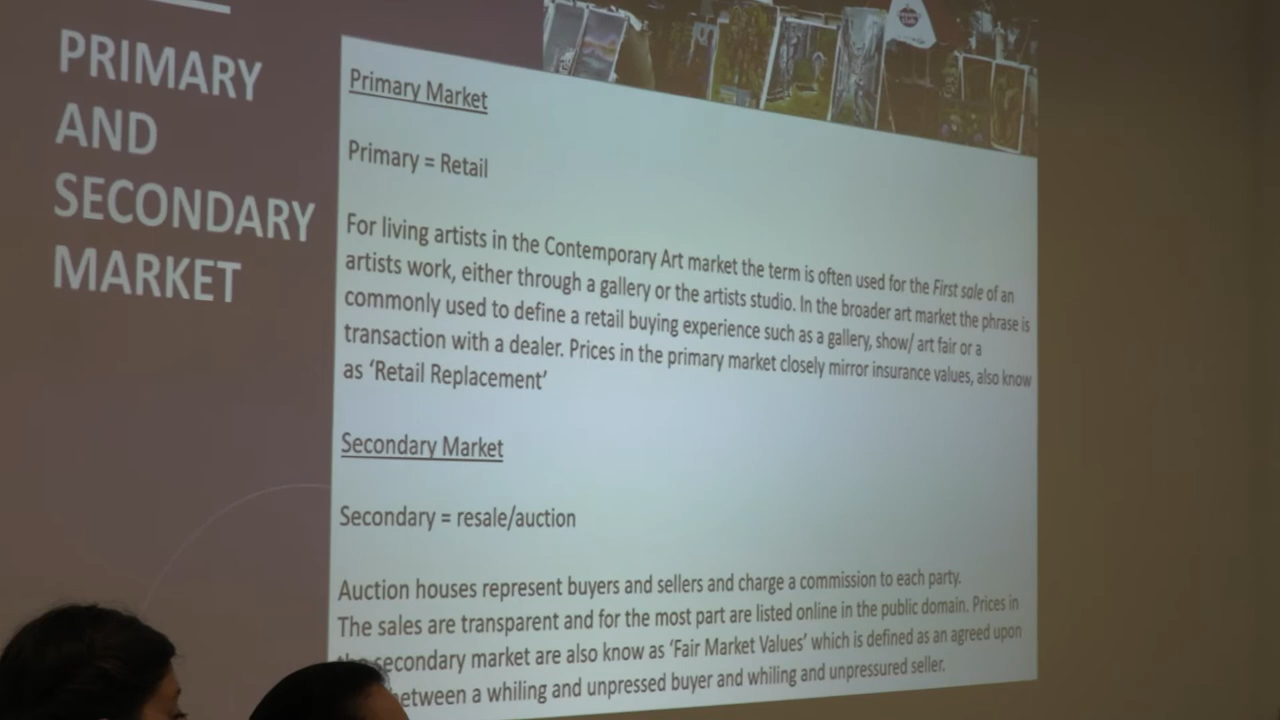 PRIMARY
AND
SECONDARY
MARKET
Primary Market
Primary = Retail
For living artists in the Contemporary Art market the term is often used for the First sale of an
artists work, either through a gallery or the artists studio. In the broader art market the phrase is
commonly used to define a retail buying experience such as a gallery, show/ art fair or a
transaction with a dealer. Prices in the primary market closely mirror insurance values, also know
as ‘Retail Replacement’
Secondary Market
Secondary = resale/auction
Auction houses represent buyers and sellers and charge a commission to each party.
The sales are transparent and for the most part are listed online in the public domain. Prices in
secondary market are also know as ‘Fair Market Values’ which is defined as an agreed upon
etween a whiling and unpressed buyer and whiling and unpressured seller.